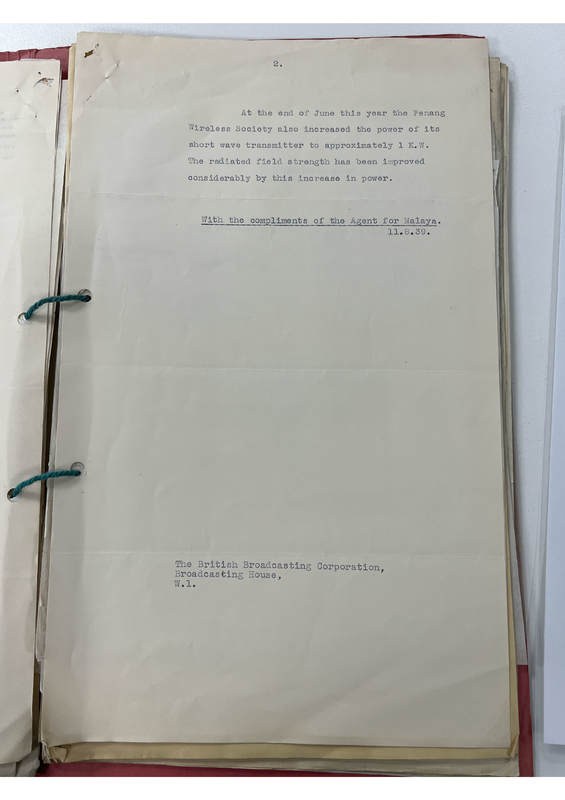 2.
At the end of June this year the Penang
Wireless Society also increased the power of its
short wave transmitter to approximately 1 K.W.
The radiated field strength has been improved
considerably by this increase in power.
With the compliments of the Agent for Malaya.
11.8.39.
The British Broadcasting Corporation,
Broadcasting House,
W.1.